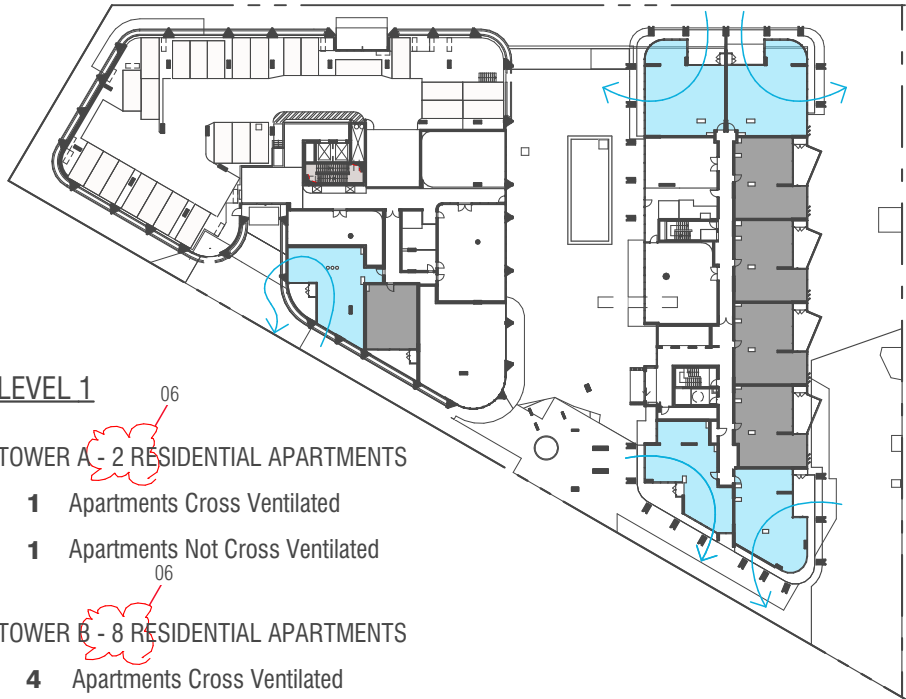 LEVEL 1
06
TOWER A - 2 RESIDENTIAL APARTMENTS
1 Apartments Cross Ventilated
1 Apartments Not Cross Ventilated
06
TOWER B - 8 RESIDENTIAL APARTMENTS
4 Apartments Cross Ventilated